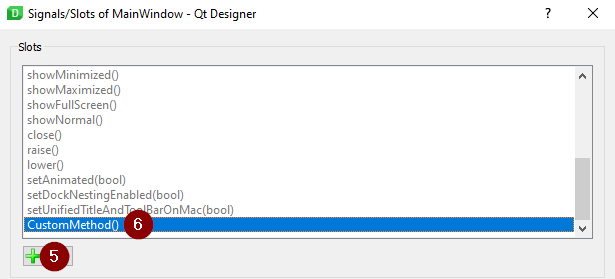 Signals/Slots of MainWindow - Qt Designer
Slots
showMinimized()
showMaximized()
showFullScreen()
showNormal()
close()
raise()
lower()
setAnimated(bool)
setDockNestingEnabled(bool)
setUnifiedTitleAndToolBarOnMac(bool)
CustomMethod() 6
5